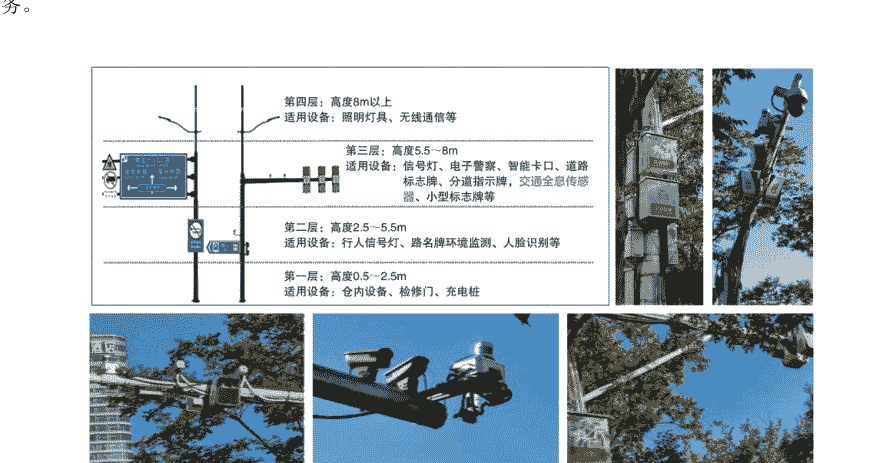 务。
第四层：高度8m以上
适用设备：照明灯具、无线通信等
第三层：高度5.5～8m
适用设备：信号灯、电子警察、智能卡口、道路
标志牌、分道指示牌，交通全息传感
器、小型标志牌等
第二层：高度2.5～5.5m
适用设备：行人信号灯、路名牌环境监测、人脸识别等
第一层：高度0.5～2.5m
适用设备：仓内设备、检修门、充电桩
酒店